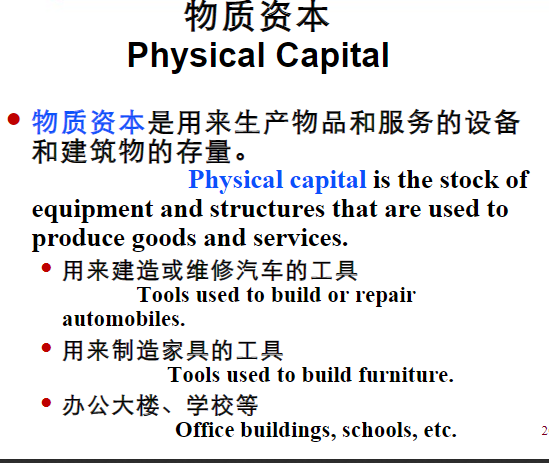 物质资本
Physical Capital
物质资本是用来生产物品和服务的设备
和建筑物的存量。
Physical capital is the stock of
equipment and structures that are used to
produce goods and services.
用来建造或维修汽车的工具
Tools used to build or repair
automobiles.
用来制造家具的工具
Tools used to build furniture.
办公大楼、学校等
Office buildings, schools, etc.
2